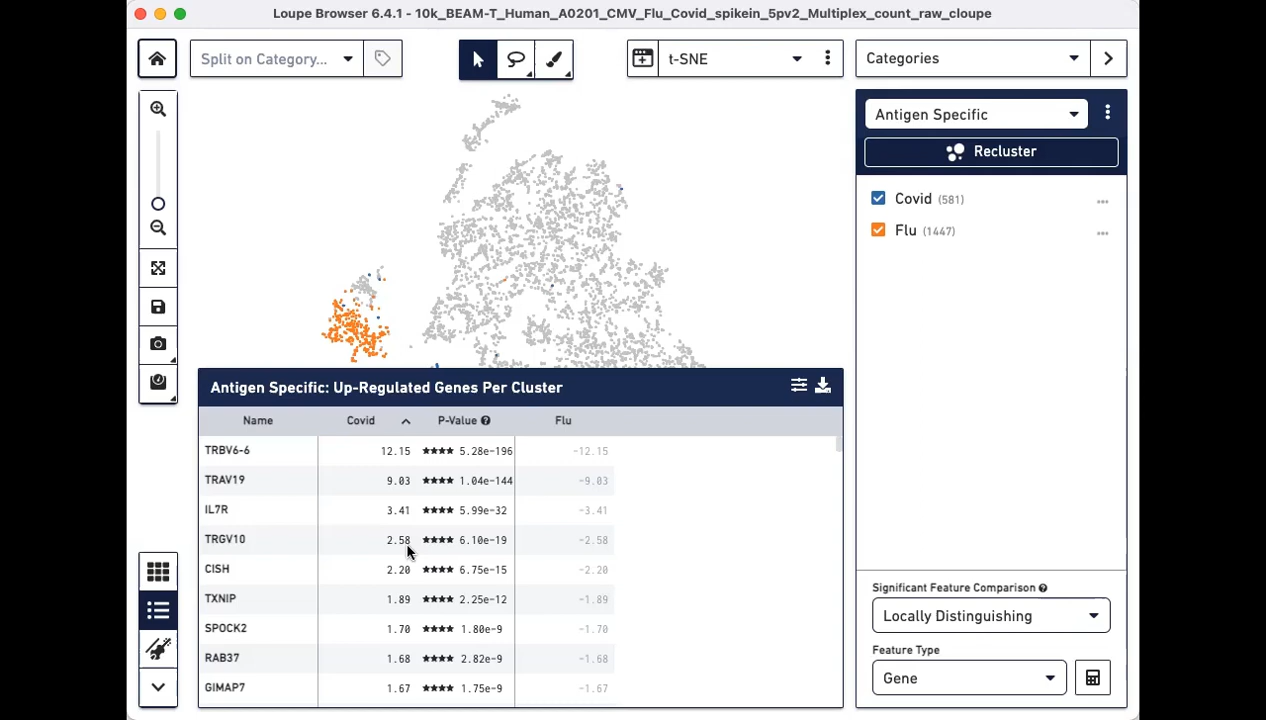 Loupe Browser 6.4.1 - 10k_BEAM-T_Human_A0201_CMV_Flu_Covid_spikein_5pv2_Multiplex_count_raw_cloupe
Split on Category...
t-SNE
Categories
Antigen Specific
Recluster
Covid (581)
Flu (1447)
Antigen Specific: Up-Regulated Genes Per Cluster
Name Covid P-Value Flu
TRBV6-6 12.15 ★★★★ 5.28e-196 -12.15
TRAV19 9.03 ★★★★ 1.04e-144 -9.03
IL7R 3.41 ★★★★ 5.99e-32 -3.41
TRGV10 2.58 ★★★★ 6.10e-19 -2.58
CISH 2.20 ★★★★ 6.75e-15 -2.20
TXNIP 1.89 ★★★★ 2.25e-12 -1.89
SPOCK2 1.70 ★★★★ 1.80e-9 -1.70
RAB37 1.68 ★★★★ 2.82e-9 -1.68
GIMAP7 1.67 ★★★★ 1.75e-9 -1.67
Significant Feature Comparison
Locally Distinguishing
Feature Type
Gene